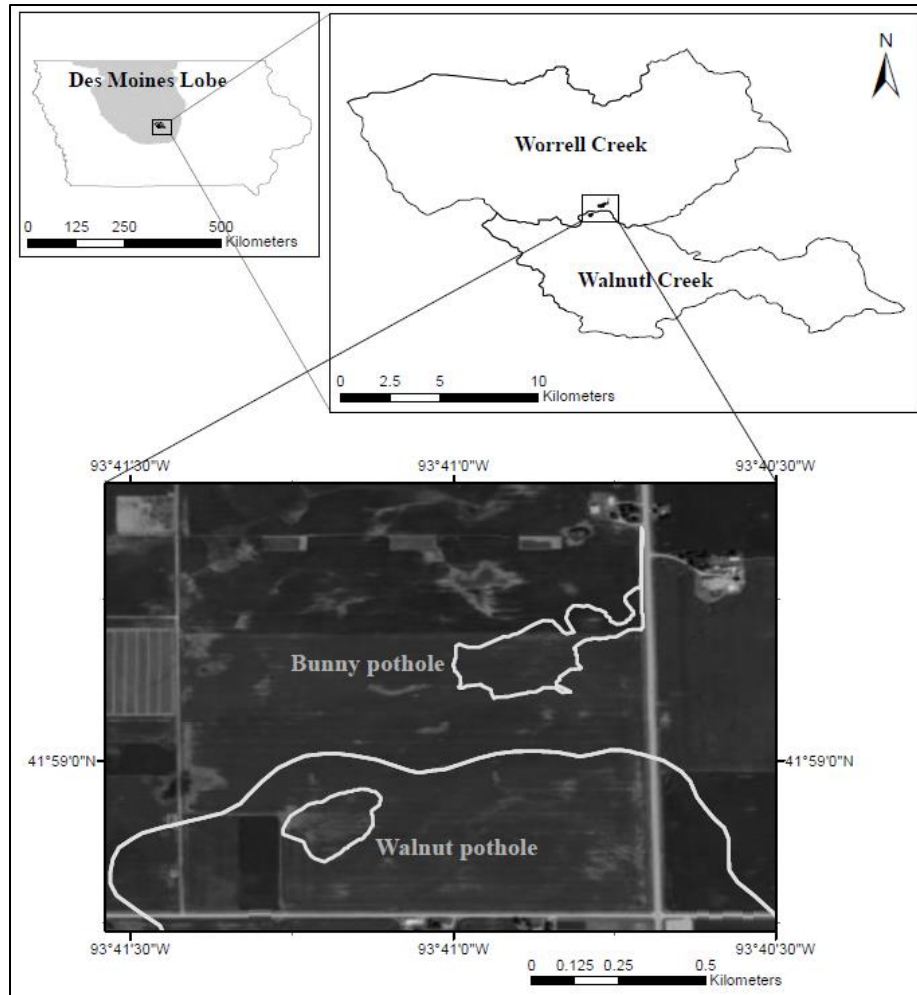 Des Moines Lobe
0 125 250 500
Kilometers
N
Worrell Creek
Walnutl Creek
0 2.5 5 10
Kilometers
93°41'30"W 93°41'0"W 93°40'30"W
Bunny pothole
41°59'0"N 41°59'0"N
Walnut pothole
93°41'30"W 93°41'0"W 93°40'30"W
0 0.125 0.25 0.5
Kilometers